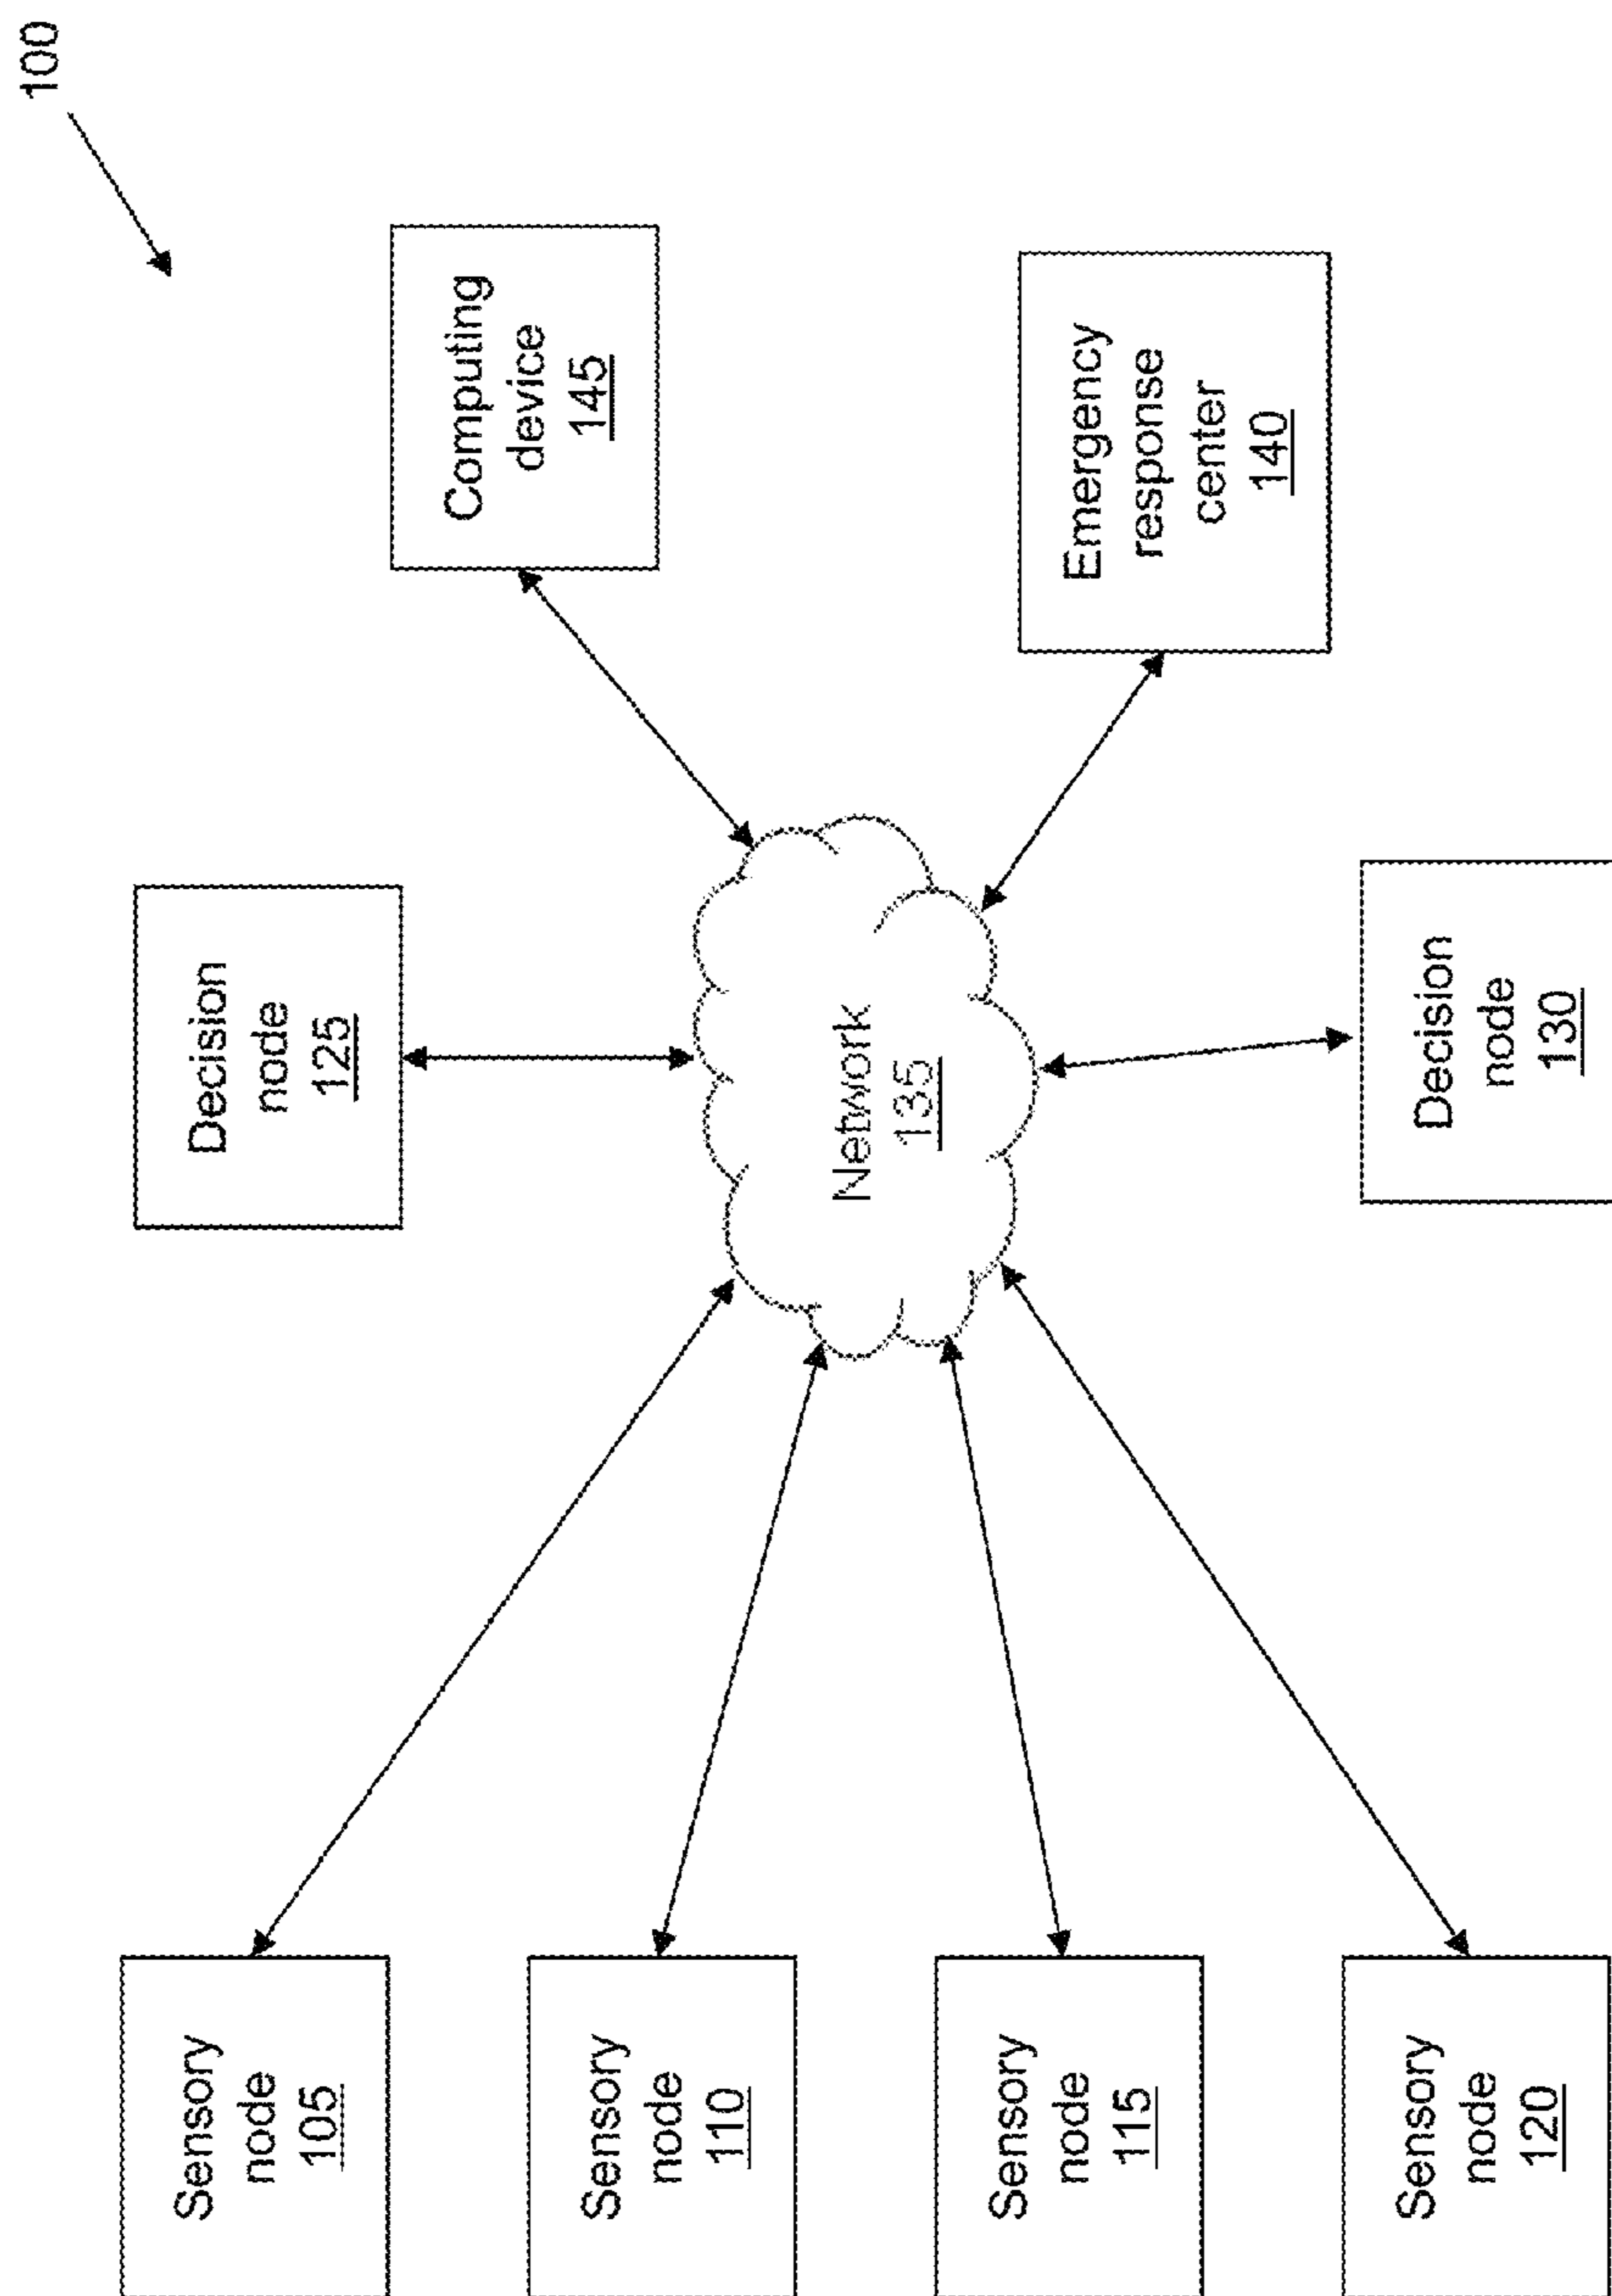 100
Sensory
node
105
Sensory
node
110
Sensory
node
115
Sensory
node
120
Decision
node
125
Network
135
Decision
node
130
Computing
device
145
Emergency
response
center
140